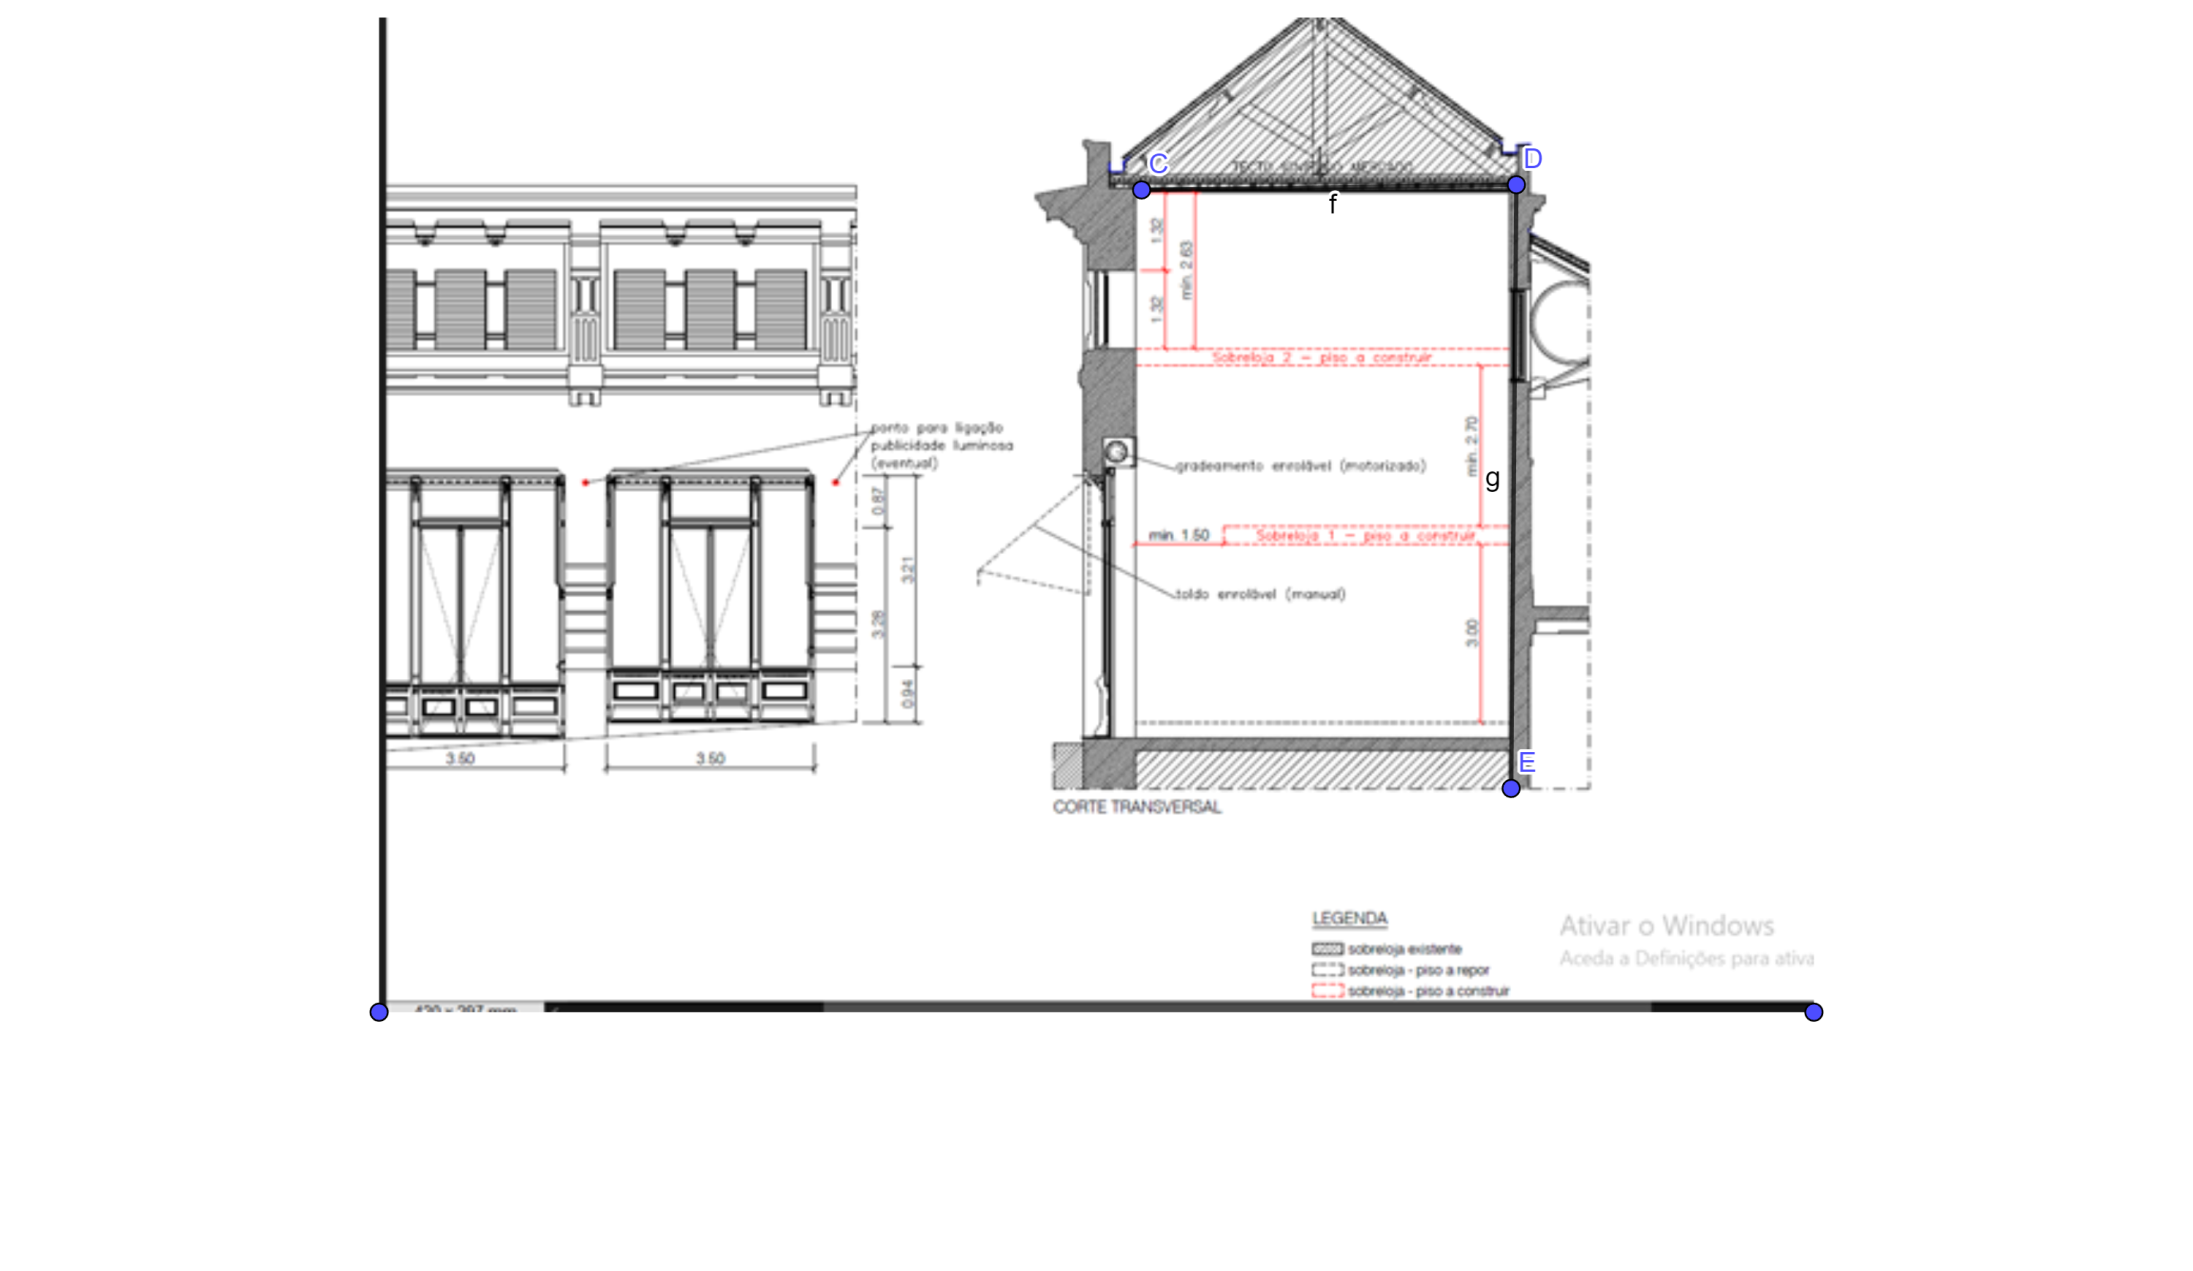 C
D
f
1.32
min. 2.63
1.32
Sobreloja 2 – piso a construir
ponto para ligação
publicidade luminosa
(eventual)
min. 2.70
gradeamento enrolável (motorizado)
g
0.87
min. 1.50
Sobreloja 1 – piso a construir
3.21
toldo enrolável (manual)
3.28
3.00
0.94
3.50
3.50
E
CORTE TRANSVERSAL
LEGENDA
sobreloja existente
sobreloja - piso a repor
sobreloja - piso a construir
Ativar o Windows
Aceda a Definições para ativa
420 x 297 mm